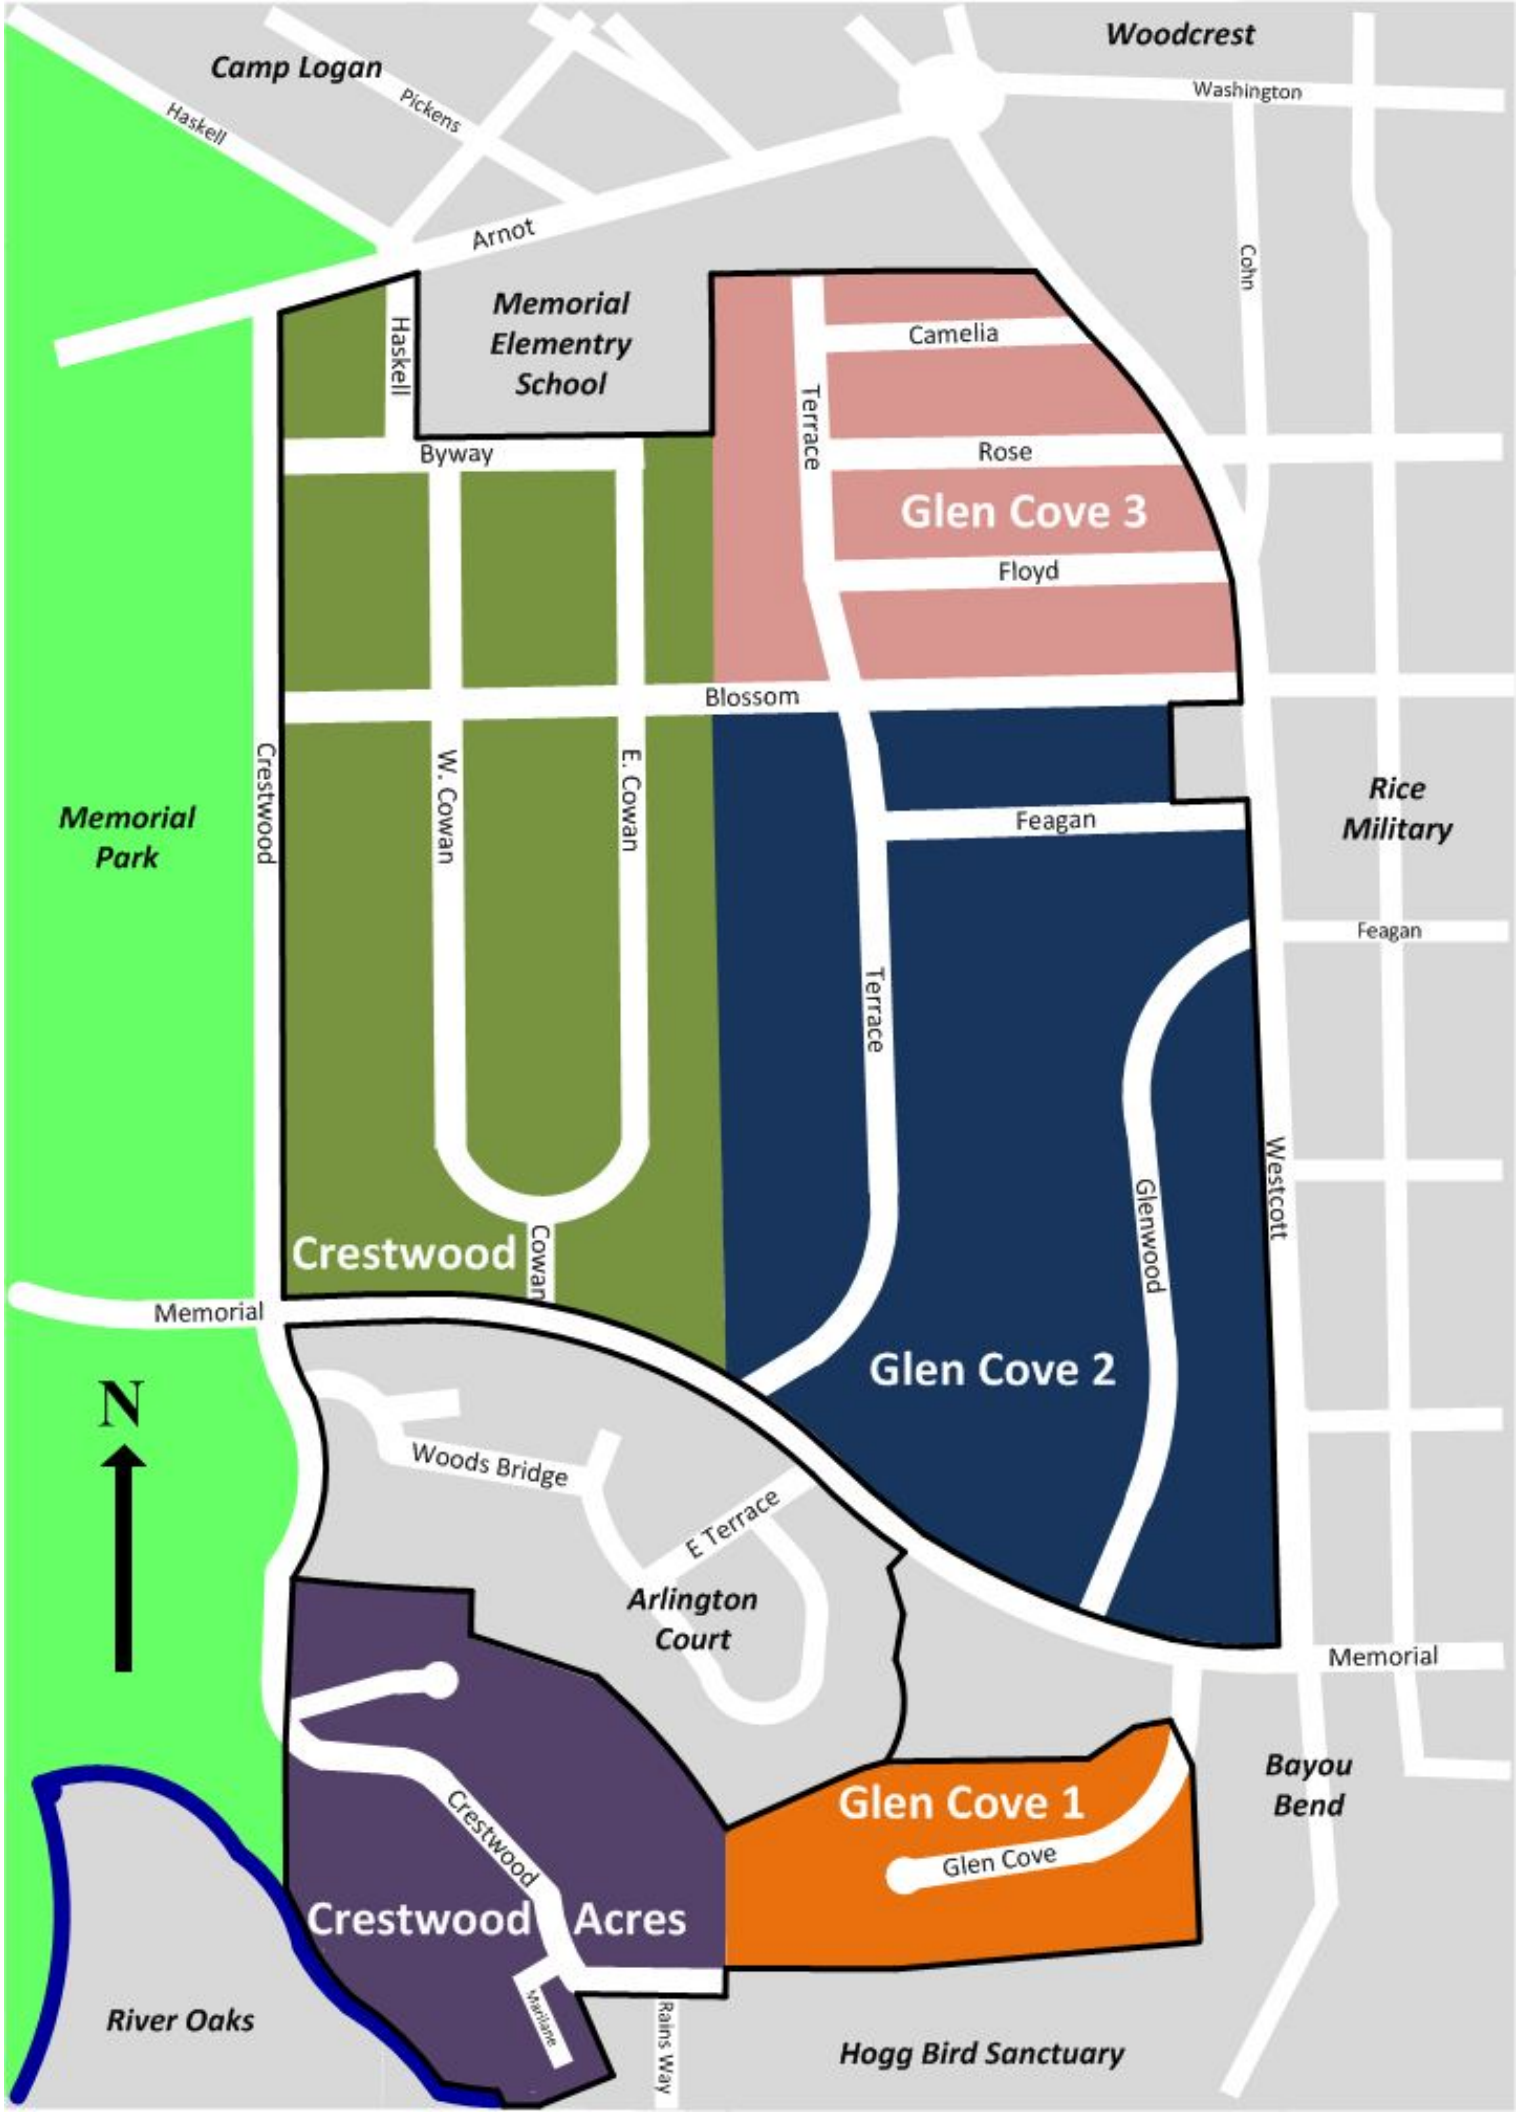 Woodcrest
Camp Logan
Washington
Pickens
Haskell
Arnot
Cohn
Memorial
Elementry
School
Haskell
Camelia
Terrace
Byway
Rose
Glen Cove 3
Floyd
Blossom
Crestwood
W. Cowan
E. Cowan
Memorial
Park
Feagan
Rice
Military
Feagan
Terrace
Westcott
Glenwood
Crestwood
Cowan
Memorial
Glen Cove 2
N
Woods Bridge
E Terrace
Arlington
Court
Memorial
Bayou
Bend
Glen Cove 1
Crestwood
Glen Cove
Crestwood Acres
River Oaks
Marilane
Rains Way
Hogg Bird Sanctuary